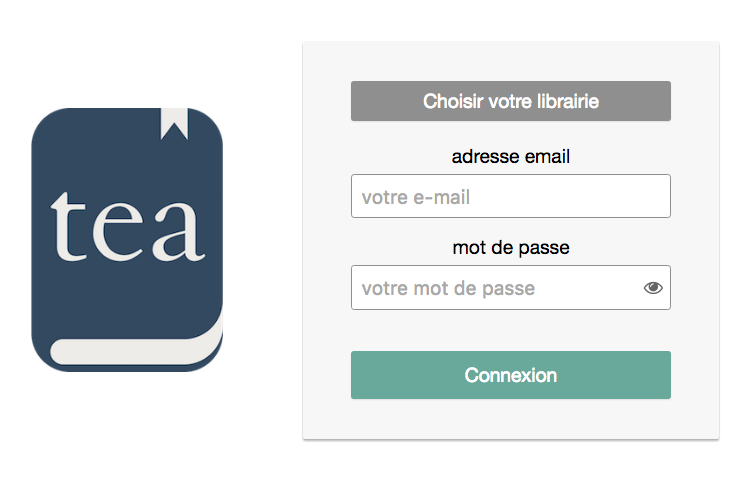 tea
Choisir votre librairie
adresse email
votre e-mail
mot de passe
votre mot de passe
Connexion